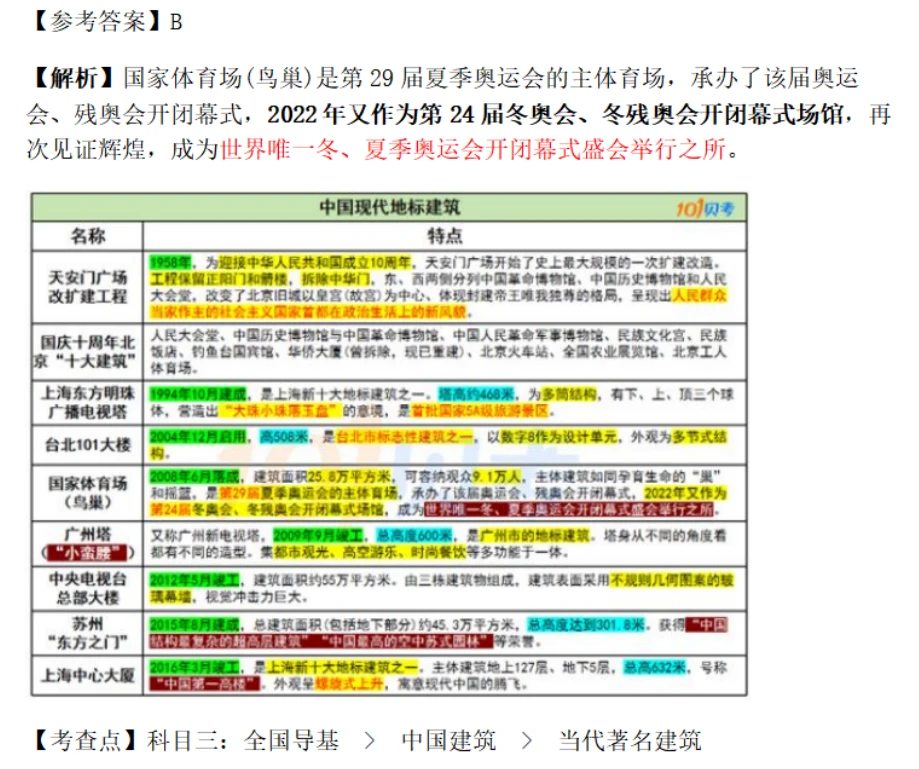 【参考答案】B
【解析】国家体育场(鸟巢)是第 29 届夏季奥运会的主体育场，承办了该届奥运
会、残奥会开闭幕式，2022 年又作为第 24 届冬奥会、冬残奥会开闭幕式场馆，再
次见证辉煌，成为世界唯一冬、夏季奥运会开闭幕式盛会举行之所。
中国现代地标建筑
101贝考
名称 特点
天安门广场
改扩建工程
1958年，为迎接中华人民共和国成立10周年，天安门广场开始了史上最大规模的一次扩建改造。
工程保留正阳门和箭楼，拆除中华门，东、西两侧分列中国革命博物馆、中国历史博物馆和人民
大会堂，改变了北京旧城以皇宫(故宫)为中心、体现封建帝王唯我独尊的格局，呈现出人民群众
当家作主的社会主义国家首都在政治生活上的新风貌。
国庆十周年北
京“十大建筑”
人民大会堂、中国历史博物馆与中国革命博物馆、中国人民革命军事博物馆、民族文化宫、民族
饭店、钓鱼台国宾馆、华侨大厦(曾拆除，现已重建)、北京火车站、全国农业展览馆、北京工人
体育场。
上海东方明珠
广播电视塔
1994年10月建成，是上海新十大地标建筑之一。塔高约468米，为多筒结构，有下、上、顶三个球
体，营造出“大珠小珠落玉盘”的意境，是首批国家5A级旅游景区。
台北101大楼
2004年12月启用，高508米，是台北市标志性建筑之一，以数字8作为设计单元，外观为多节式结
构。
国家体育场
（鸟巢）
2008年6月落成，建筑面积25.8万平方米，可容纳观众9.1万人，主体建筑如同孕育生命的“巢”
和摇篮，是第29届夏季奥运会的主体育场，承办了该届奥运会、残奥会开闭幕式，2022年又作为
第24届冬奥会、冬残奥会开闭幕式场馆，成为世界唯一冬、夏季奥运会开闭幕式盛会举行之所。
广州塔
（“小蛮腰”）
又称广州新电视塔，2009年9月竣工，总高度600米，是广州市的地标建筑。塔身从不同的角度看
都有不同的造型。集都市观光、高空游乐、时尚餐饮等多功能于一体。
中央电视台
总部大楼
2012年5月竣工，建筑面积约55万平方米。由三栋建筑物组成，建筑表面采用不规则几何图案的玻
璃幕墙，视觉冲击力巨大。
苏州
“东方之门”
2015年8月建成，总建筑面积(包括地下部分)约45.3万平方米，总高度达到301.8米。获得“中国
结构最复杂的超高层建筑”“中国最高的空中苏式园林”等荣誉。
上海中心大厦
2016年3月竣工，是上海新十大地标建筑之一。主体建筑地上127层、地下5层，总高632米，号称
“中国第一高楼”。外观呈螺旋式上升，寓意现代中国的腾飞。
【考查点】科目三：全国导基 > 中国建筑 > 当代著名建筑